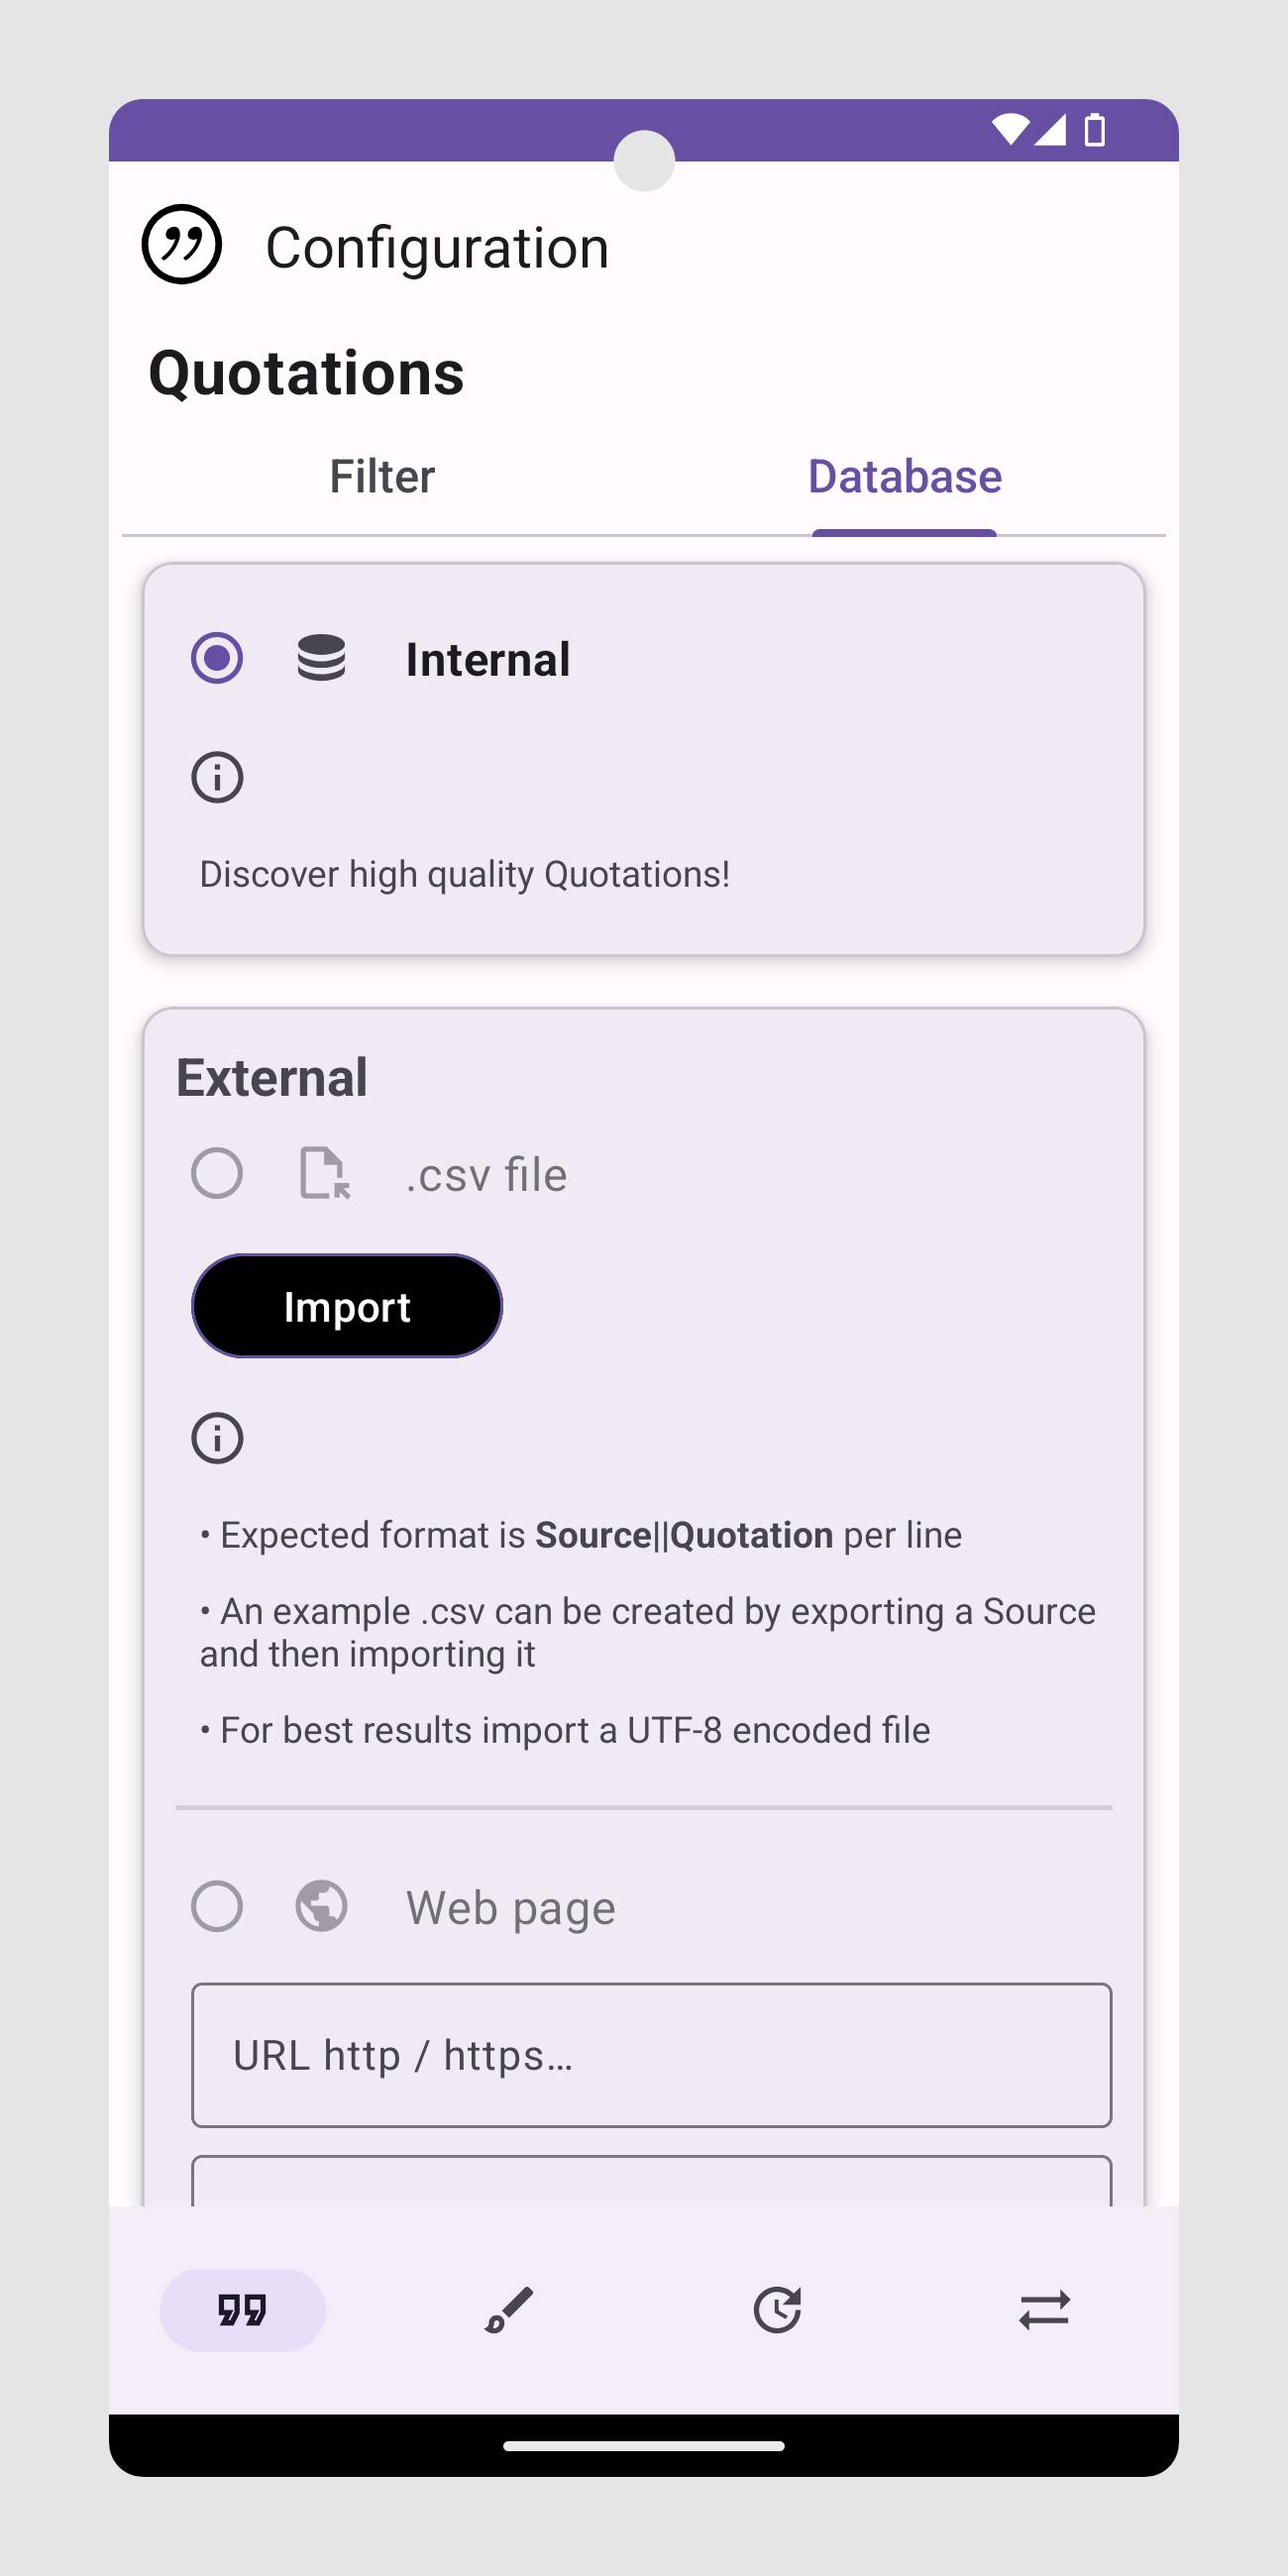 Configuration
Quotations
Filter
Database
Internal
Discover high quality Quotations!
External
.csv file
Import
• Expected format is Source||Quotation per line
• An example .csv can be created by exporting a Source
and then importing it
• For best results import a UTF-8 encoded file
Web page
URL http / https…